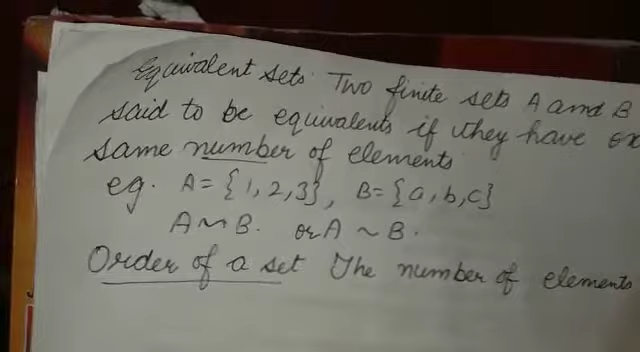 Equivalent sets. Two finite sets A and B
said to be equivalents if they have ex
same number of elements
eg. A = {1, 2, 3}, B = {a, b, c}
A ~ B. or A ~ B.
Order of a set The number of elements